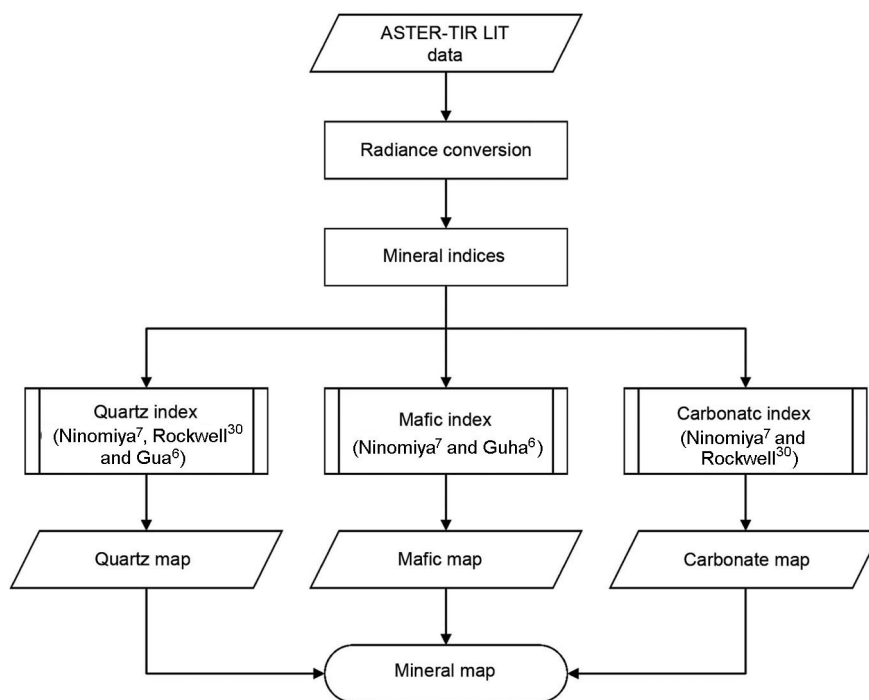 ASTER-TIR LIT
data
Radiance conversion
Mineral indices
Quartz index
(Ninomiya⁷, Rockwell³⁰
and Gua⁶)
Mafic index
(Ninomiya⁷ and Guha⁶)
Carbonatc index
(Ninomiya⁷ and
Rockwell³⁰)
Quartz map
Mafic map
Carbonate map
Mineral map